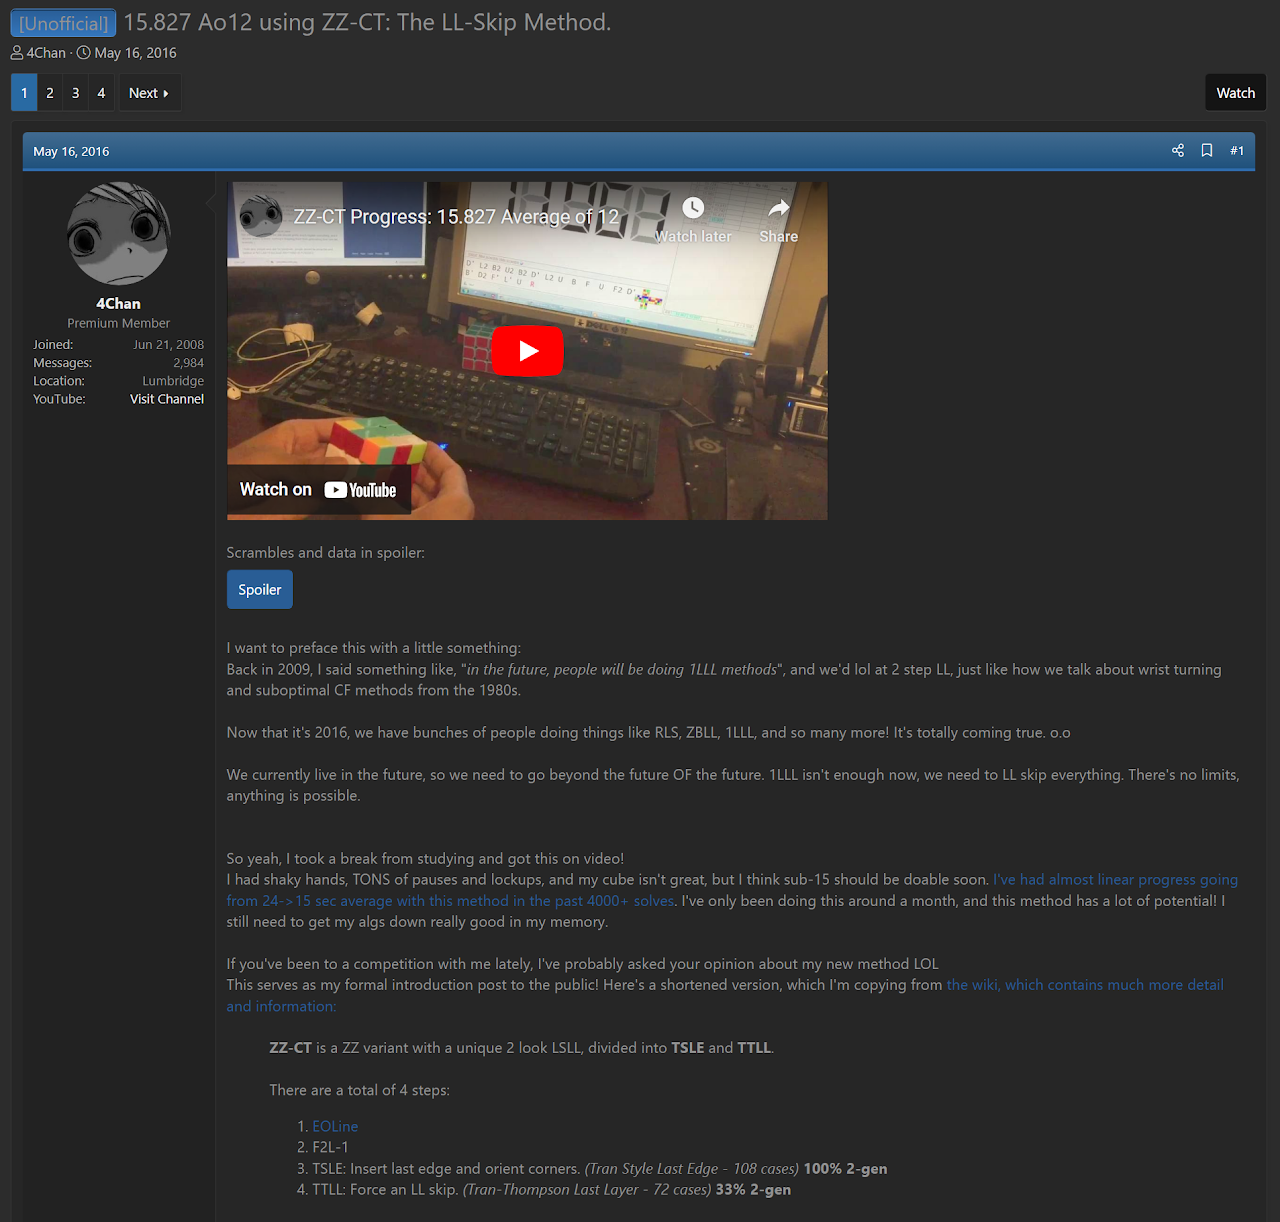 [Unofficial] 15.827 Ao12 using ZZ-CT: The LL-Skip Method.
4Chan · May 16, 2016
1 2 3 4 Next
Watch
May 16, 2016
#1
4Chan
Premium Member
Joined: Jun 21, 2008
Messages: 2,984
Location: Lumbridge
YouTube: Visit Channel
ZZ-CT Progress: 15.827 Average of 12
Watch later
Share
D' L2 B2 U2 B2 D' L2 U B F U F2 D'
B' D2 F' L' U R
DELL
Watch on YouTube
Scrambles and data in spoiler:
Spoiler
I want to preface this with a little something:
Back in 2009, I said something like, "in the future, people will be doing 1LLL methods", and we'd lol at 2 step LL, just like how we talk about wrist turning
and suboptimal CF methods from the 1980s.
Now that it's 2016, we have bunches of people doing things like RLS, ZBLL, 1LLL, and so many more! It's totally coming true. o.o
We currently live in the future, so we need to go beyond the future OF the future. 1LLL isn't enough now, we need to LL skip everything. There's no limits,
anything is possible.
So yeah, I took a break from studying and got this on video!
I had shaky hands, TONS of pauses and lockups, and my cube isn't great, but I think sub-15 should be doable soon. I've had almost linear progress going
from 24->15 sec average with this method in the past 4000+ solves. I've only been doing this around a month, and this method has a lot of potential! I
still need to get my algs down really good in my memory.
If you've been to a competition with me lately, I've probably asked your opinion about my new method LOL
This serves as my formal introduction post to the public! Here's a shortened version, which I'm copying from the wiki, which contains much more detail
and information:
ZZ-CT is a ZZ variant with a unique 2 look LSLL, divided into TSLE and TTLL.
There are a total of 4 steps:
1. EOLine
2. F2L-1
3. TSLE: Insert last edge and orient corners. (Tran Style Last Edge - 108 cases) 100% 2-gen
4. TTLL: Force an LL skip. (Tran-Thompson Last Layer - 72 cases) 33% 2-gen